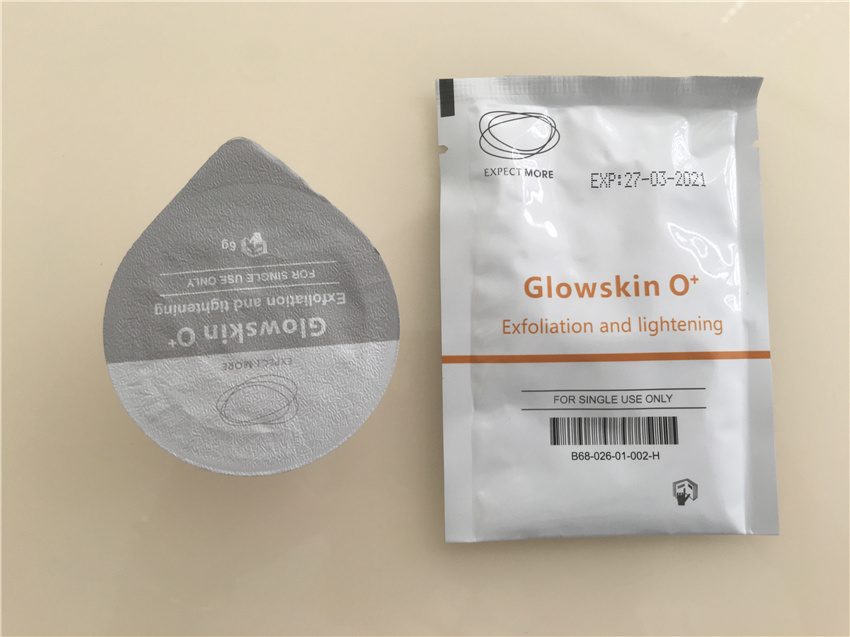 EXPECT MORE
Glowskin O⁺
Exfoliation and tightening
FOR SINGLE USE ONLY
6g
EXPECT MORE
EXP:27-03-2021
Glowskin O⁺
Exfoliation and lightening
FOR SINGLE USE ONLY
B68-026-01-002-H